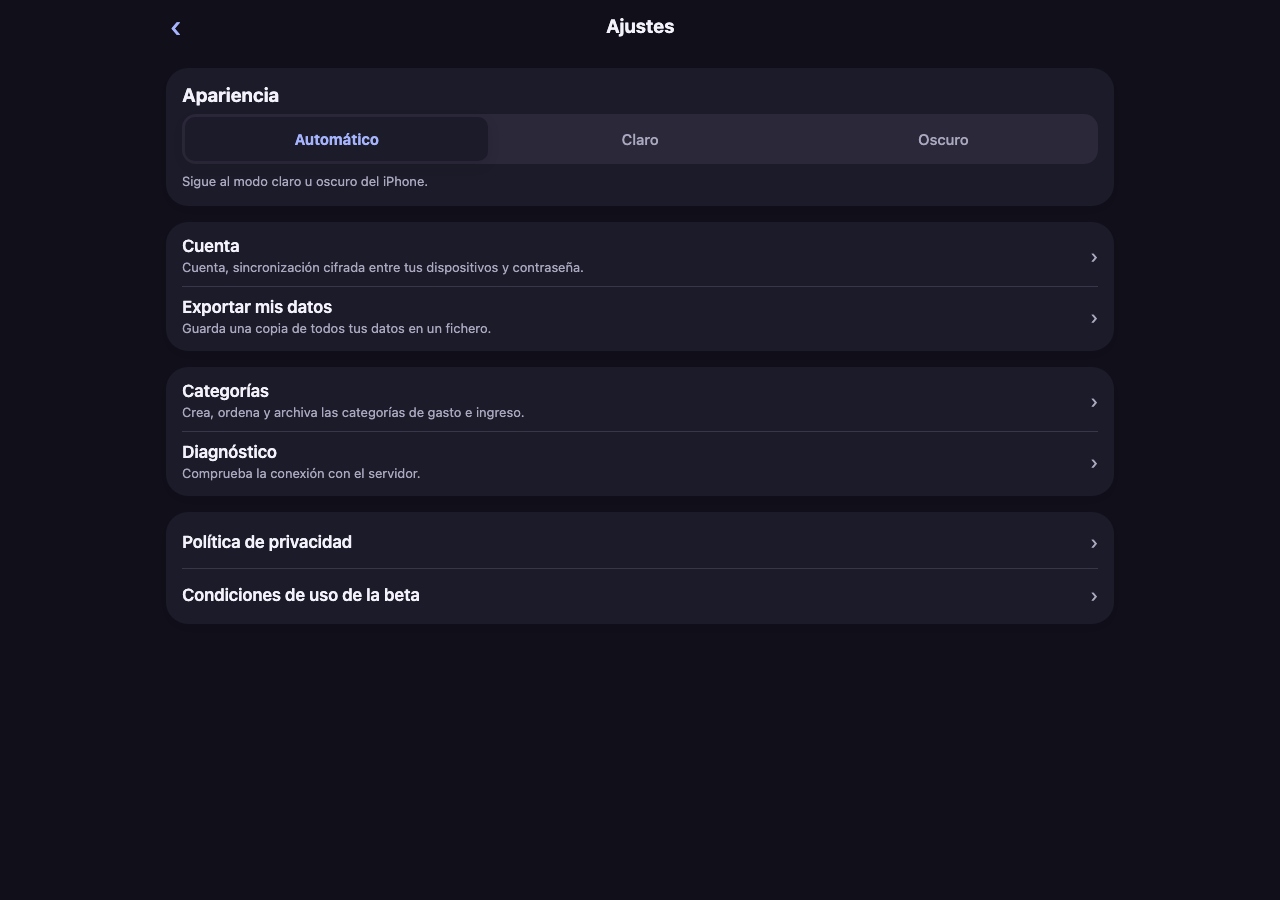 ‹
Ajustes
Apariencia
Automático
Claro
Oscuro
Sigue al modo claro u oscuro del iPhone.
Cuenta
Cuenta, sincronización cifrada entre tus dispositivos y contraseña.
›
Exportar mis datos
Guarda una copia de todos tus datos en un fichero.
›
Categorías
Crea, ordena y archiva las categorías de gasto e ingreso.
›
Diagnóstico
Comprueba la conexión con el servidor.
›
Política de privacidad
›
Condiciones de uso de la beta
›